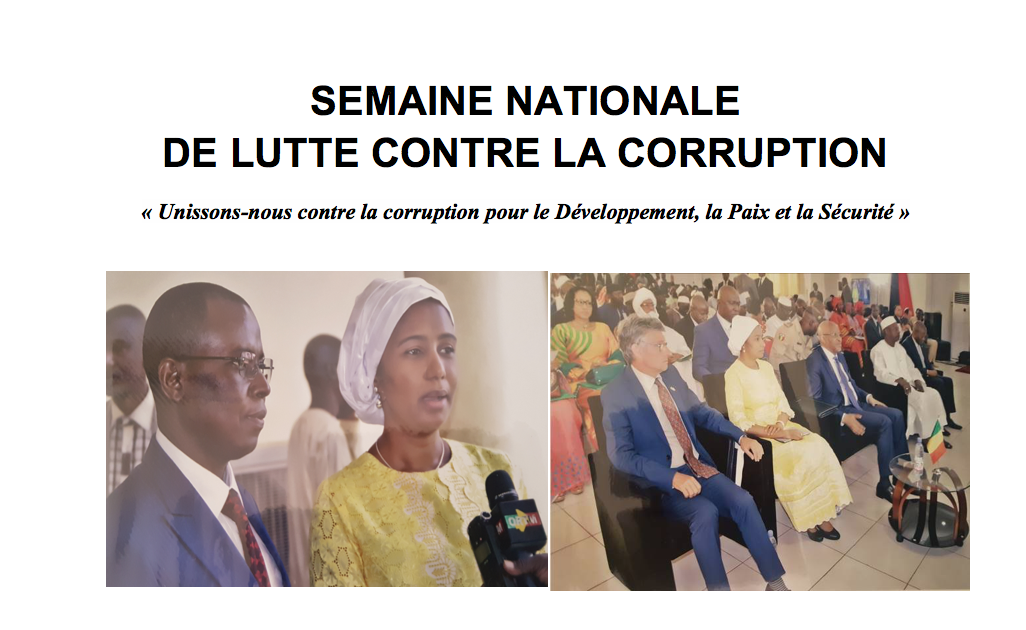 SEMAINE NATIONALE
DE LUTTE CONTRE LA CORRUPTION
« Unissons-nous contre la corruption pour le Développement, la Paix et la Sécurité »